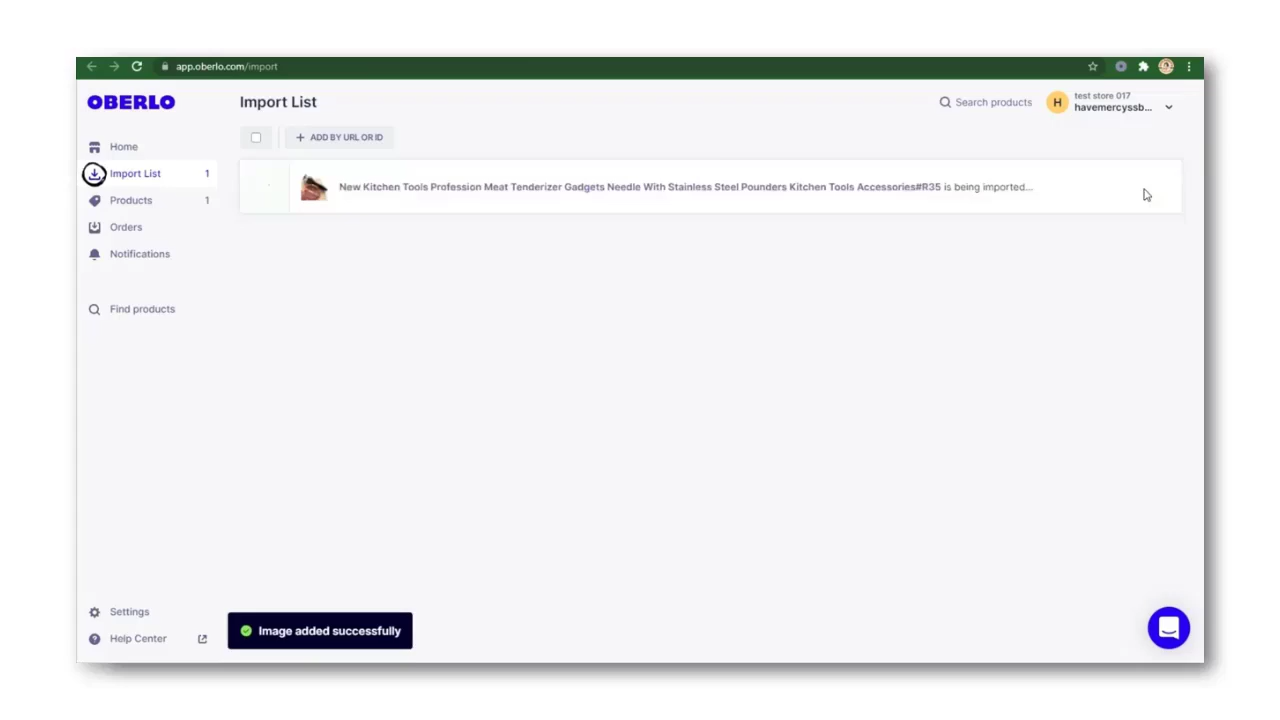 app.oberlo.com/import
OBERLO
Import List
Search products
H
test store 017
havemercyssb...
Home
ADD BY URL OR ID
Import List 1
New Kitchen Tools Profession Meat Tenderizer Gadgets Needle With Stainless Steel Pounders Kitchen Tools Accessories#R35 is being imported...
Products 1
Orders
Notifications
Find products
Settings
Image added successfully
Help Center